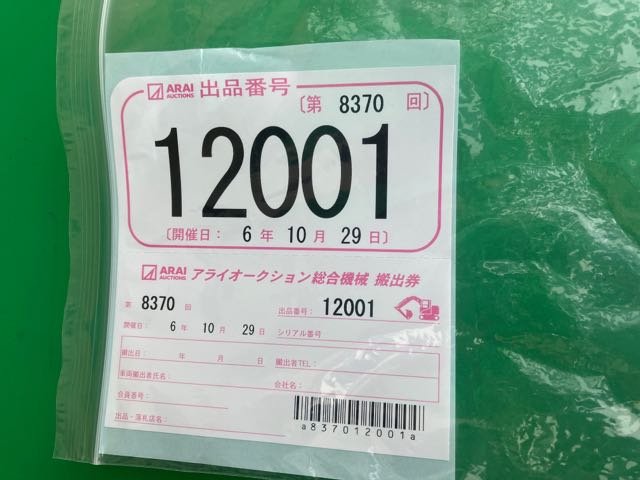 ARAI AUCTIONS 出品番号
〔第 8370 回〕
12001
〔開催日： 6 年 10 月 29 日〕
ARAI AUCTIONS アライオークション総合機械 搬出券
第 8370 回 出品番号： 12001
開催日： 6 年 10 月 29 日 シリアル番号
搬出日： 年 月 日 搬出者TEL：
車両搬出者氏名： 会社名：
会員番号：
出品・落札店名：
a837012001a